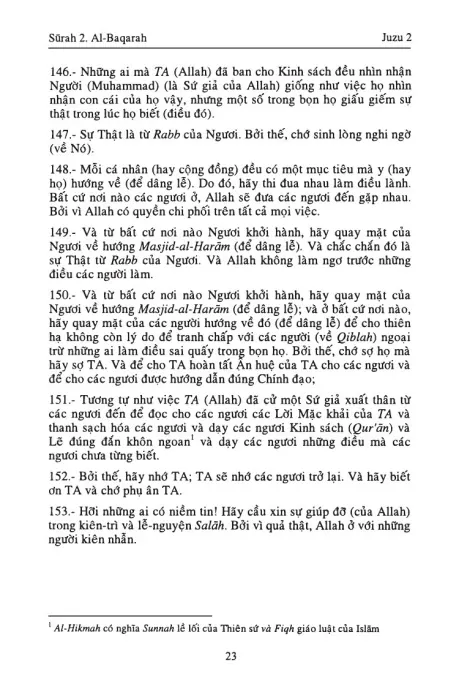 Sūrah 2. Al-Baqarah Juzu 2
146.- Những ai mà TA (Allah) đã ban cho Kinh sách đều nhìn nhận
Người (Muhammad) (là Sứ giả của Allah) giống như việc họ nhìn
nhận con cái của họ vậy, nhưng một số trong bọn họ giấu giếm sự
thật trong lúc họ biết (điều đó).
147.- Sự Thật là từ Rabb của Ngươi. Bởi thế, chớ sinh lòng nghi ngờ
(về Nó).
148.- Mỗi cá nhân (hay cộng đồng) đều có một mục tiêu mà y (hay
họ) hướng về (để dâng lễ). Do đó, hãy thi đua nhau làm điều lành.
Bất cứ nơi nào các ngươi ở, Allah sẽ đưa các ngươi đến gặp nhau.
Bởi vì Allah có quyền chi phối trên tất cả mọi việc.
149.- Và từ bất cứ nơi nào Ngươi khởi hành, hãy quay mặt của
Ngươi về hướng Masjid-al-Harām (để dâng lễ). Và chắc chắn đó là
sự Thật từ Rabb của Ngươi. Và Allah không làm ngơ trước những
điều các người làm.
150.- Và từ bất cứ nơi nào Ngươi khởi hành, hãy quay mặt của
Ngươi về hướng Masjid-al-Harām (để dâng lễ); và ở bất cứ nơi nào,
hãy quay mặt của các người hướng về đó (để dâng lễ) để cho thiên
hạ không còn lý do để tranh chấp với các người (về Qiblah) ngoại
trừ những ai làm điều sai quấy trong bọn họ. Bởi thế, chớ sợ họ mà
hãy sợ TA. Và để cho TA hoàn tất Ân huệ của TA cho các ngươi và
để cho các ngươi được hướng dẫn đúng Chính đạo;
151.- Tương tự như việc TA (Allah) đã cử một Sứ giả xuất thân từ
các ngươi đến để đọc cho các ngươi các Lời Mặc khải của TA và
thanh sạch hóa các ngươi và dạy các ngươi Kinh sách (Qur'ān) và
Lẽ đúng đắn khôn ngoan¹ và dạy các ngươi những điều mà các
ngươi chưa từng biết.
152.- Bởi thế, hãy nhớ TA; TA sẽ nhớ các ngươi trở lại. Và hãy biết
ơn TA và chớ phụ ân TA.
153.- Hỡi những ai có niềm tin! Hãy cầu xin sự giúp đỡ (của Allah)
trong kiên-trì và lễ-nguyện Salāh. Bởi vì quả thật, Allah ở với những
người kiên nhẫn.
¹ Al-Hikmah có nghĩa Sunnah lề lối của Thiên sứ và Fiqh giáo luật của Islām
23